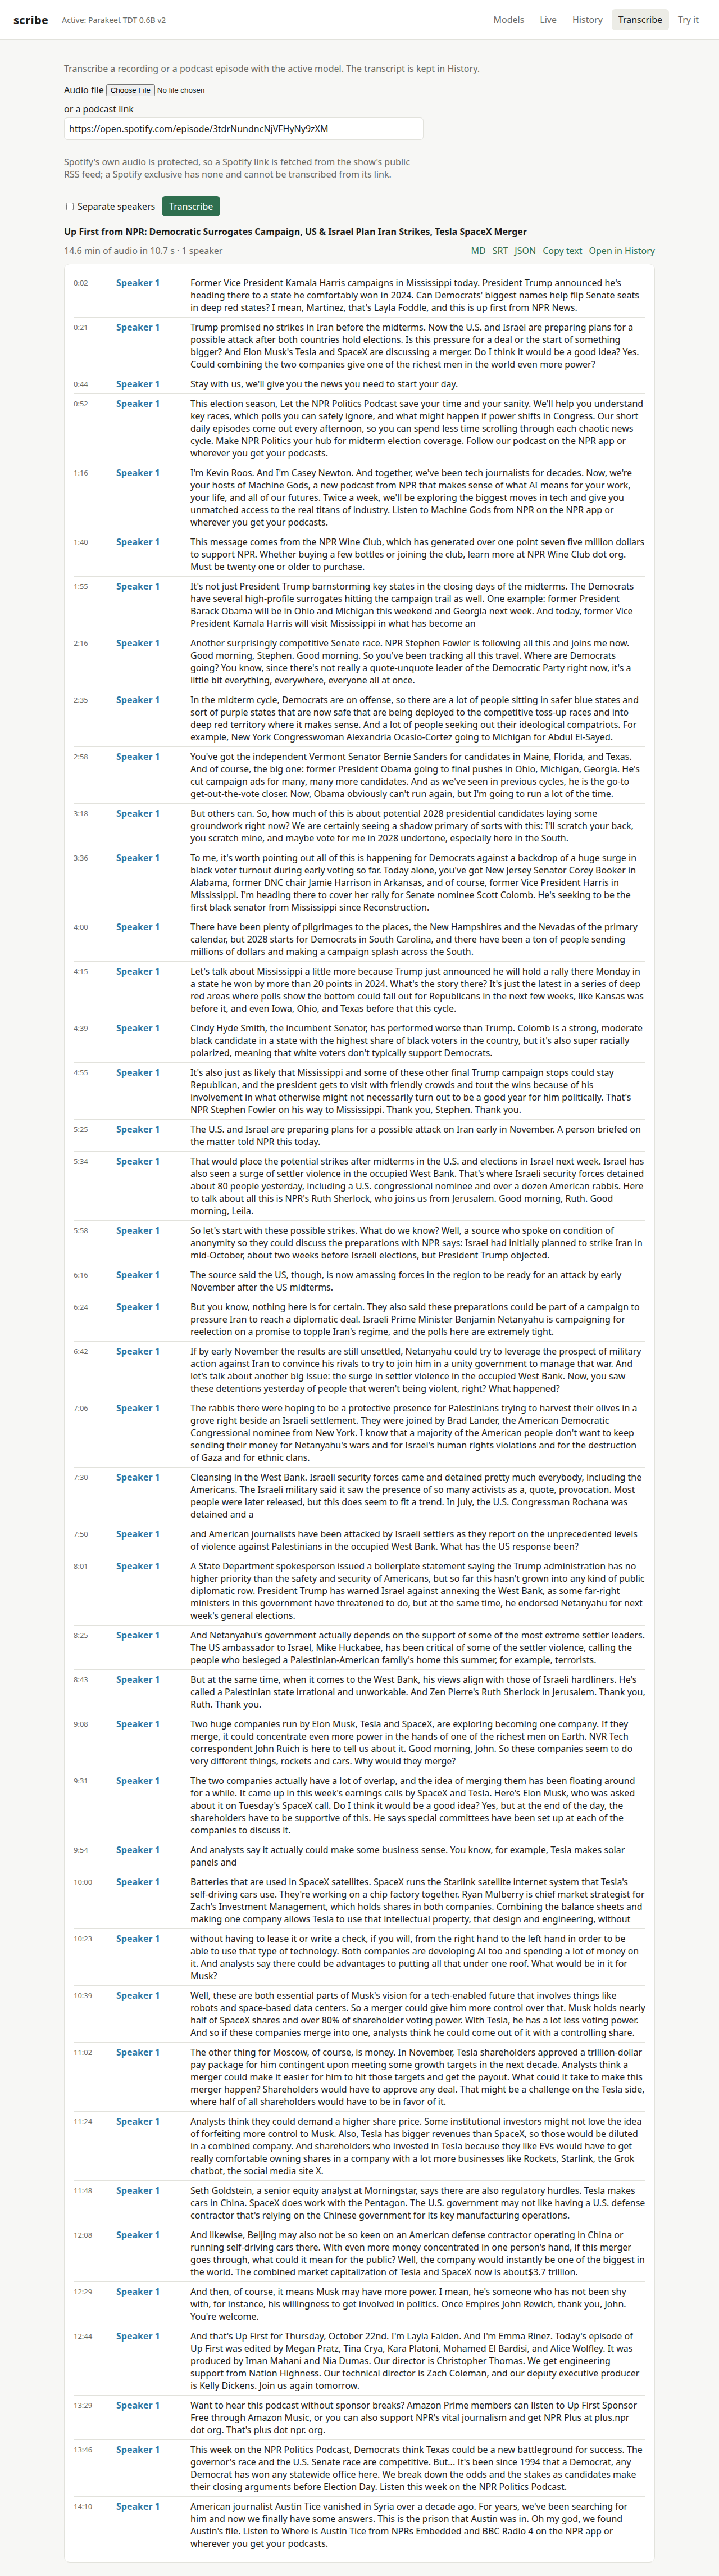 scribe Active: Parakeet TDT 0.6B v2 Models Live History Transcribe Try it
Transcribe a recording or a podcast episode with the active model. The transcript is kept in History.
Audio file Choose File No file chosen
or a podcast link
https://open.spotify.com/episode/3tdrNundncNjVFHyNy9zXM
Spotify's own audio is protected, so a Spotify link is fetched from the show's public
RSS feed; a Spotify exclusive has none and cannot be transcribed from its link.
Separate speakers Transcribe
Up First from NPR: Democratic Surrogates Campaign, US & Israel Plan Iran Strikes, Tesla SpaceX Merger
14.6 min of audio in 10.7 s · 1 speaker MD SRT JSON Copy text Open in History
0:02 Speaker 1 Former Vice President Kamala Harris campaigns in Mississippi today. President Trump announced he's
heading there to a state he comfortably won in 2024. Can Democrats' biggest names help flip Senate seats
in deep red states? I mean, Martinez, that's Layla Foddle, and this is up first from NPR News.
0:21 Speaker 1 Trump promised no strikes in Iran before the midterms. Now the U.S. and Israel are preparing plans for a
possible attack after both countries hold elections. Is this pressure for a deal or the start of something
bigger? And Elon Musk's Tesla and SpaceX are discussing a merger. Do I think it would be a good idea? Yes.
Could combining the two companies give one of the richest men in the world even more power?
0:44 Speaker 1 Stay with us, we'll give you the news you need to start your day.
0:52 Speaker 1 This election season, Let the NPR Politics Podcast save your time and your sanity. We'll help you understand
key races, which polls you can safely ignore, and what might happen if power shifts in Congress. Our short
daily episodes come out every afternoon, so you can spend less time scrolling through each chaotic news
cycle. Make NPR Politics your hub for midterm election coverage. Follow our podcast on the NPR app or
wherever you get your podcasts.
1:16 Speaker 1 I'm Kevin Roos. And I'm Casey Newton. And together, we've been tech journalists for decades. Now, we're
your hosts of Machine Gods, a new podcast from NPR that makes sense of what AI means for your work,
your life, and all of our futures. Twice a week, we'll be exploring the biggest moves in tech and give you
unmatched access to the real titans of industry. Listen to Machine Gods from NPR on the NPR app or
wherever you get your podcasts.
1:40 Speaker 1 This message comes from the NPR Wine Club, which has generated over one point seven five million dollars
to support NPR. Whether buying a few bottles or joining the club, learn more at NPR Wine Club dot org.
Must be twenty one or older to purchase.
1:55 Speaker 1 It's not just President Trump barnstorming key states in the closing days of the midterms. The Democrats
have several high-profile surrogates hitting the campaign trail as well. One example: former President
Barack Obama will be in Ohio and Michigan this weekend and Georgia next week. And today, former Vice
President Kamala Harris will visit Mississippi in what has become an
2:16 Speaker 1 Another surprisingly competitive Senate race. NPR Stephen Fowler is following all this and joins me now.
Good morning, Stephen. Good morning. So you've been tracking all this travel. Where are Democrats
going? You know, since there's not really a quote-unquote leader of the Democratic Party right now, it's a
little bit everything, everywhere, everyone all at once.
2:35 Speaker 1 In the midterm cycle, Democrats are on offense, so there are a lot of people sitting in safer blue states and
sort of purple states that are now safe that are being deployed to the competitive toss-up races and into
deep red territory where it makes sense. And a lot of people seeking out their ideological compatriots. For
example, New York Congresswoman Alexandria Ocasio-Cortez going to Michigan for Abdul El-Sayed.
2:58 Speaker 1 You've got the independent Vermont Senator Bernie Sanders for candidates in Maine, Florida, and Texas.
And of course, the big one: former President Obama going to final pushes in Ohio, Michigan, Georgia. He's
cut campaign ads for many, many more candidates. And as we've seen in previous cycles, he is the go-to
get-out-the-vote closer. Now, Obama obviously can't run again, but I'm going to run a lot of the time.
3:18 Speaker 1 But others can. So, how much of this is about potential 2028 presidential candidates laying some
groundwork right now? We are certainly seeing a shadow primary of sorts with this: I'll scratch your back,
you scratch mine, and maybe vote for me in 2028 undertone, especially here in the South.
3:36 Speaker 1 To me, it's worth pointing out all of this is happening for Democrats against a backdrop of a huge surge in
black voter turnout during early voting so far. Today alone, you've got New Jersey Senator Corey Booker in
Alabama, former DNC chair Jamie Harrison in Arkansas, and of course, former Vice President Harris in
Mississippi. I'm heading there to cover her rally for Senate nominee Scott Colomb. He's seeking to be the
first black senator from Mississippi since Reconstruction.
4:00 Speaker 1 There have been plenty of pilgrimages to the places, the New Hampshires and the Nevadas of the primary
calendar, but 2028 starts for Democrats in South Carolina, and there have been a ton of people sending
millions of dollars and making a campaign splash across the South.
4:15 Speaker 1 Let's talk about Mississippi a little more because Trump just announced he will hold a rally there Monday in
a state he won by more than 20 points in 2024. What's the story there? It's just the latest in a series of deep
red areas where polls show the bottom could fall out for Republicans in the next few weeks, like Kansas was
before it, and even Iowa, Ohio, and Texas before that this cycle.
4:39 Speaker 1 Cindy Hyde Smith, the incumbent Senator, has performed worse than Trump. Colomb is a strong, moderate
black candidate in a state with the highest share of black voters in the country, but it's also super racially
polarized, meaning that white voters don't typically support Democrats.
4:55 Speaker 1 It's also just as likely that Mississippi and some of these other final Trump campaign stops could stay
Republican, and the president gets to visit with friendly crowds and tout the wins because of his
involvement in what otherwise might not necessarily turn out to be a good year for him politically. That's
NPR Stephen Fowler on his way to Mississippi. Thank you, Stephen. Thank you.
5:25 Speaker 1 The U.S. and Israel are preparing plans for a possible attack on Iran early in November. A person briefed on
the matter told NPR this today.
5:34 Speaker 1 That would place the potential strikes after midterms in the U.S. and elections in Israel next week. Israel has
also seen a surge of settler violence in the occupied West Bank. That's where Israeli security forces detained
about 80 people yesterday, including a U.S. congressional nominee and over a dozen American rabbis. Here
to talk about all this is NPR's Ruth Sherlock, who joins us from Jerusalem. Good morning, Ruth. Good
morning, Leila.
5:58 Speaker 1 So let's start with these possible strikes. What do we know? Well, a source who spoke on condition of
anonymity so they could discuss the preparations with NPR says: Israel had initially planned to strike Iran in
mid-October, about two weeks before Israeli elections, but President Trump objected.
6:16 Speaker 1 The source said the US, though, is now amassing forces in the region to be ready for an attack by early
November after the US midterms.
6:24 Speaker 1 But you know, nothing here is for certain. They also said these preparations could be part of a campaign to
pressure Iran to reach a diplomatic deal. Israeli Prime Minister Benjamin Netanyahu is campaigning for
reelection on a promise to topple Iran's regime, and the polls here are extremely tight.
6:42 Speaker 1 If by early November the results are still unsettled, Netanyahu could try to leverage the prospect of military
action against Iran to convince his rivals to try to join him in a unity government to manage that war. And
let's talk about another big issue: the surge in settler violence in the occupied West Bank. Now, you saw
these detentions yesterday of people that weren't being violent, right? What happened?
7:06 Speaker 1 The rabbis there were hoping to be a protective presence for Palestinians trying to harvest their olives in a
grove right beside an Israeli settlement. They were joined by Brad Lander, the American Democratic
Congressional nominee from New York. I know that a majority of the American people don't want to keep
sending their money for Netanyahu's wars and for Israel's human rights violations and for the destruction
of Gaza and for ethnic clans.
7:30 Speaker 1 Cleansing in the West Bank. Israeli security forces came and detained pretty much everybody, including the
Americans. The Israeli military said it saw the presence of so many activists as a, quote, provocation. Most
people were later released, but this does seem to fit a trend. In July, the U.S. Congressman Rochana was
detained and a
7:50 Speaker 1 and American journalists have been attacked by Israeli settlers as they report on the unprecedented levels
of violence against Palestinians in the occupied West Bank. What has the US response been?
8:01 Speaker 1 A State Department spokesperson issued a boilerplate statement saying the Trump administration has no
higher priority than the safety and security of Americans, but so far this hasn't grown into any kind of public
diplomatic row. President Trump has warned Israel against annexing the West Bank, as some far-right
ministers in this government have threatened to do, but at the same time, he endorsed Netanyahu for next
week's general elections.
8:25 Speaker 1 And Netanyahu's government actually depends on the support of some of the most extreme settler leaders.
The US ambassador to Israel, Mike Huckabee, has been critical of some of the settler violence, calling the
people who besieged a Palestinian-American family's home this summer, for example, terrorists.
8:43 Speaker 1 But at the same time, when it comes to the West Bank, his views align with those of Israeli hardliners. He's
called a Palestinian state irrational and unworkable. And Zen Pierre's Ruth Sherlock in Jerusalem. Thank you,
Ruth. Thank you.
9:08 Speaker 1 Two huge companies run by Elon Musk, Tesla and SpaceX, are exploring becoming one company. If they
merge, it could concentrate even more power in the hands of one of the richest men on Earth. NVR Tech
correspondent John Ruich is here to tell us about it. Good morning, John. So these companies seem to do
very different things, rockets and cars. Why would they merge?
9:31 Speaker 1 The two companies actually have a lot of overlap, and the idea of merging them has been floating around
for a while. It came up in this week's earnings calls by SpaceX and Tesla. Here's Elon Musk, who was asked
about it on Tuesday's SpaceX call. Do I think it would be a good idea? Yes, but at the end of the day, the
shareholders have to be supportive of this. He says special committees have been set up at each of the
companies to discuss it.
9:54 Speaker 1 And analysts say it actually could make some business sense. You know, for example, Tesla makes solar
panels and
10:00 Speaker 1 Batteries that are used in SpaceX satellites. SpaceX runs the Starlink satellite internet system that Tesla's
self-driving cars use. They're working on a chip factory together. Ryan Mulberry is chief market strategist for
Zach's Investment Management, which holds shares in both companies. Combining the balance sheets and
making one company allows Tesla to use that intellectual property, that design and engineering, without
10:23 Speaker 1 without having to lease it or write a check, if you will, from the right hand to the left hand in order to be
able to use that type of technology. Both companies are developing AI too and spending a lot of money on
it. And analysts say there could be advantages to putting all that under one roof. What would be in it for
Musk?
10:39 Speaker 1 Well, these are both essential parts of Musk's vision for a tech-enabled future that involves things like
robots and space-based data centers. So a merger could give him more control over that. Musk holds nearly
half of SpaceX shares and over 80% of shareholder voting power. With Tesla, he has a lot less voting power.
And so if these companies merge into one, analysts think he could come out of it with a controlling share.
11:02 Speaker 1 The other thing for Moscow, of course, is money. In November, Tesla shareholders approved a trillion-dollar
pay package for him contingent upon meeting some growth targets in the next decade. Analysts think a
merger could make it easier for him to hit those targets and get the payout. What could it take to make this
merger happen? Shareholders would have to approve any deal. That might be a challenge on the Tesla side,
where half of all shareholders would have to be in favor of it.
11:24 Speaker 1 Analysts think they could demand a higher share price. Some institutional investors might not love the idea
of forfeiting more control to Musk. Also, Tesla has bigger revenues than SpaceX, so those would be diluted
in a combined company. And shareholders who invested in Tesla because they like EVs would have to get
really comfortable owning shares in a company with a lot more businesses like Rockets, Starlink, the Grok
chatbot, the social media site X.
11:48 Speaker 1 Seth Goldstein, a senior equity analyst at Morningstar, says there are also regulatory hurdles. Tesla makes
cars in China. SpaceX does work with the Pentagon. The U.S. government may not like having a U.S. defense
contractor that's relying on the Chinese government for its key manufacturing operations.
12:08 Speaker 1 And likewise, Beijing may also not be so keen on an American defense contractor operating in China or
running self-driving cars there. With even more money concentrated in one person's hand, if this merger
goes through, what could it mean for the public? Well, the company would instantly be one of the biggest in
the world. The combined market capitalization of Tesla and SpaceX now is about$3.7 trillion.
12:29 Speaker 1 And then, of course, it means Musk may have more power. I mean, he's someone who has not been shy
with, for instance, his willingness to get involved in politics. Once Empires John Rewich, thank you, John.
You're welcome.
12:44 Speaker 1 And that's Up First for Thursday, October 22nd. I'm Layla Falden. And I'm Emma Rinez. Today's episode of
Up First was edited by Megan Pratz, Tina Crya, Kara Platoni, Mohamed El Bardisi, and Alice Wolfley. It was
produced by Iman Mahani and Nia Dumas. Our director is Christopher Thomas. We get engineering
support from Nation Highness. Our technical director is Zach Coleman, and our deputy executive producer
is Kelly Dickens. Join us again tomorrow.
13:29 Speaker 1 Want to hear this podcast without sponsor breaks? Amazon Prime members can listen to Up First Sponsor
Free through Amazon Music, or you can also support NPR's vital journalism and get NPR Plus at plus.npr
dot org. That's plus dot npr. org.
13:46 Speaker 1 This week on the NPR Politics Podcast, Democrats think Texas could be a new battleground for success. The
governor's race and the U.S. Senate race are competitive. But... It's been since 1994 that a Democrat, any
Democrat has won any statewide office here. We break down the odds and the stakes as candidates make
their closing arguments before Election Day. Listen this week on the NPR Politics Podcast.
14:10 Speaker 1 American journalist Austin Tice vanished in Syria over a decade ago. For years, we've been searching for
him and now we finally have some answers. This is the prison that Austin was in. Oh my god, we found
Austin's file. Listen to Where is Austin Tice from NPRs Embedded and BBC Radio 4 on the NPR app or
wherever you get your podcasts.